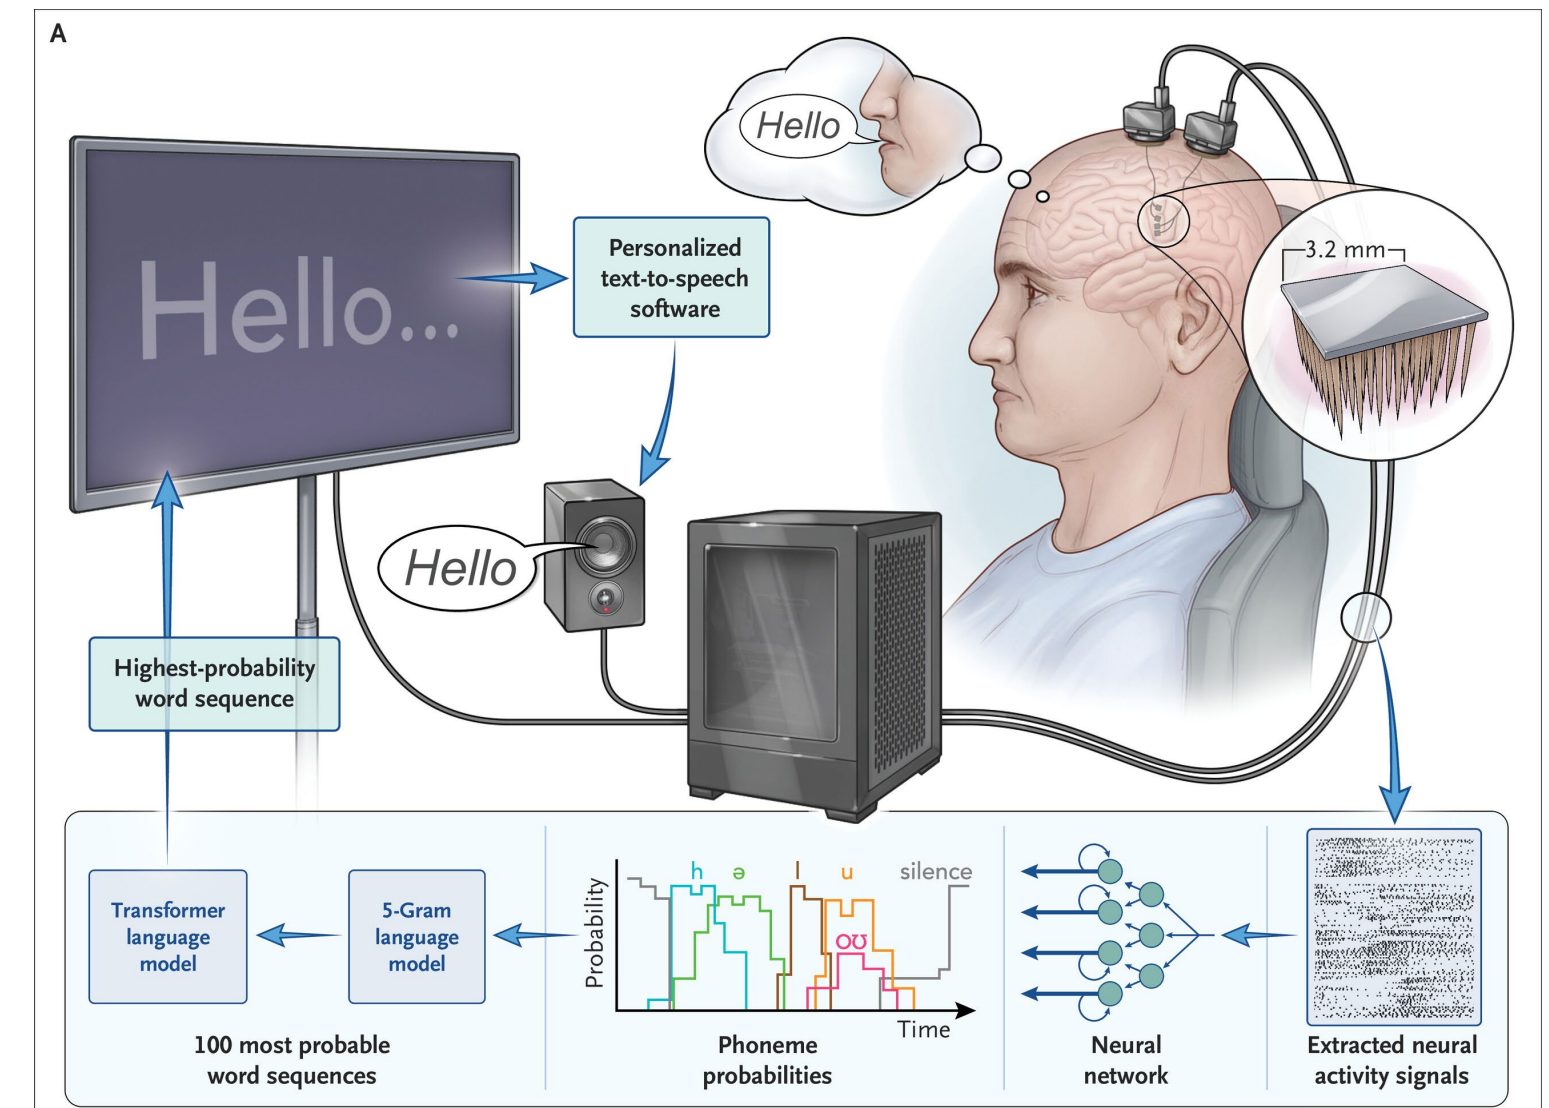 A
Hello
Hello...
Personalized
text-to-speech
software
3.2 mm
Hello
Highest-probability
word sequence
Transformer
language
model
5-Gram
language
model
100 most probable
word sequences
Probability
h ə l u silence
oʊ
Time
Phoneme
probabilities
Neural
network
Extracted neural
activity signals